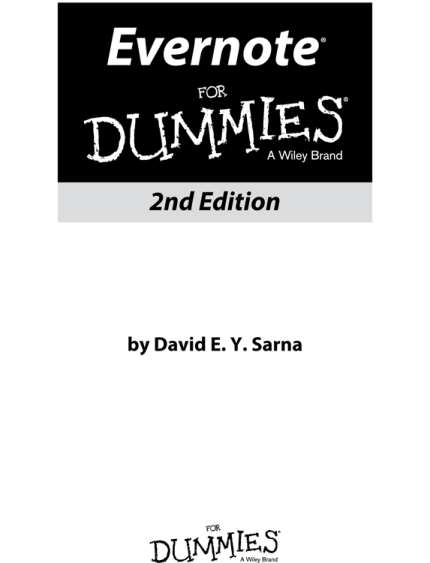 Evernote®
FOR
DUMMIES®
A Wiley Brand
2nd Edition
by David E. Y. Sarna
FOR
DUMMIES®
A Wiley Brand